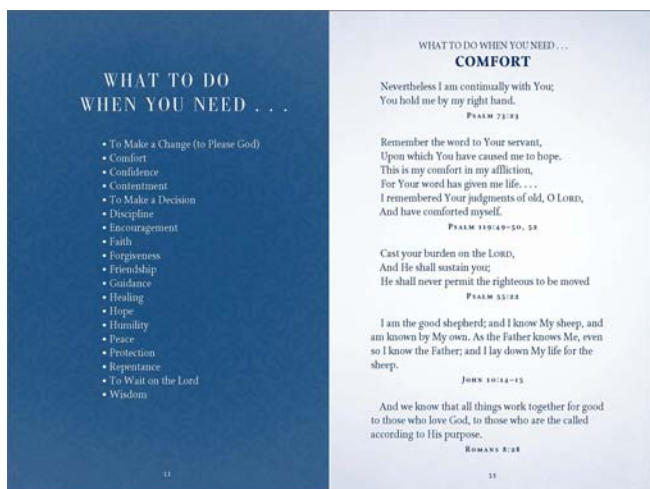 WHAT TO DO
WHEN YOU NEED . . .
• To Make a Change (to Please God)
• Comfort
• Confidence
• Contentment
• To Make a Decision
• Discipline
• Encouragement
• Faith
• Forgiveness
• Friendship
• Guidance
• Healing
• Hope
• Humility
• Peace
• Protection
• Repentance
• To Wait on the Lord
• Wisdom
WHAT TO DO WHEN YOU NEED . . .
COMFORT
Nevertheless I am continually with You;
You hold me by my right hand.
PSALM 73:23
Remember the word to Your servant,
Upon which You have caused me to hope.
This is my comfort in my affliction,
For Your word has given me life. . . .
I remembered Your judgments of old, O LORD,
And have comforted myself.
PSALM 119:49–50, 52
Cast your burden on the LORD,
And He shall sustain you;
He shall never permit the righteous to be moved
PSALM 55:22
I am the good shepherd; and I know My sheep, and
am known by My own. As the Father knows Me, even
so I know the Father; and I lay down My life for the
sheep.
JOHN 10:14–15
And we know that all things work together for good
to those who love God, to those who are the called
according to His purpose.
ROMANS 8:28